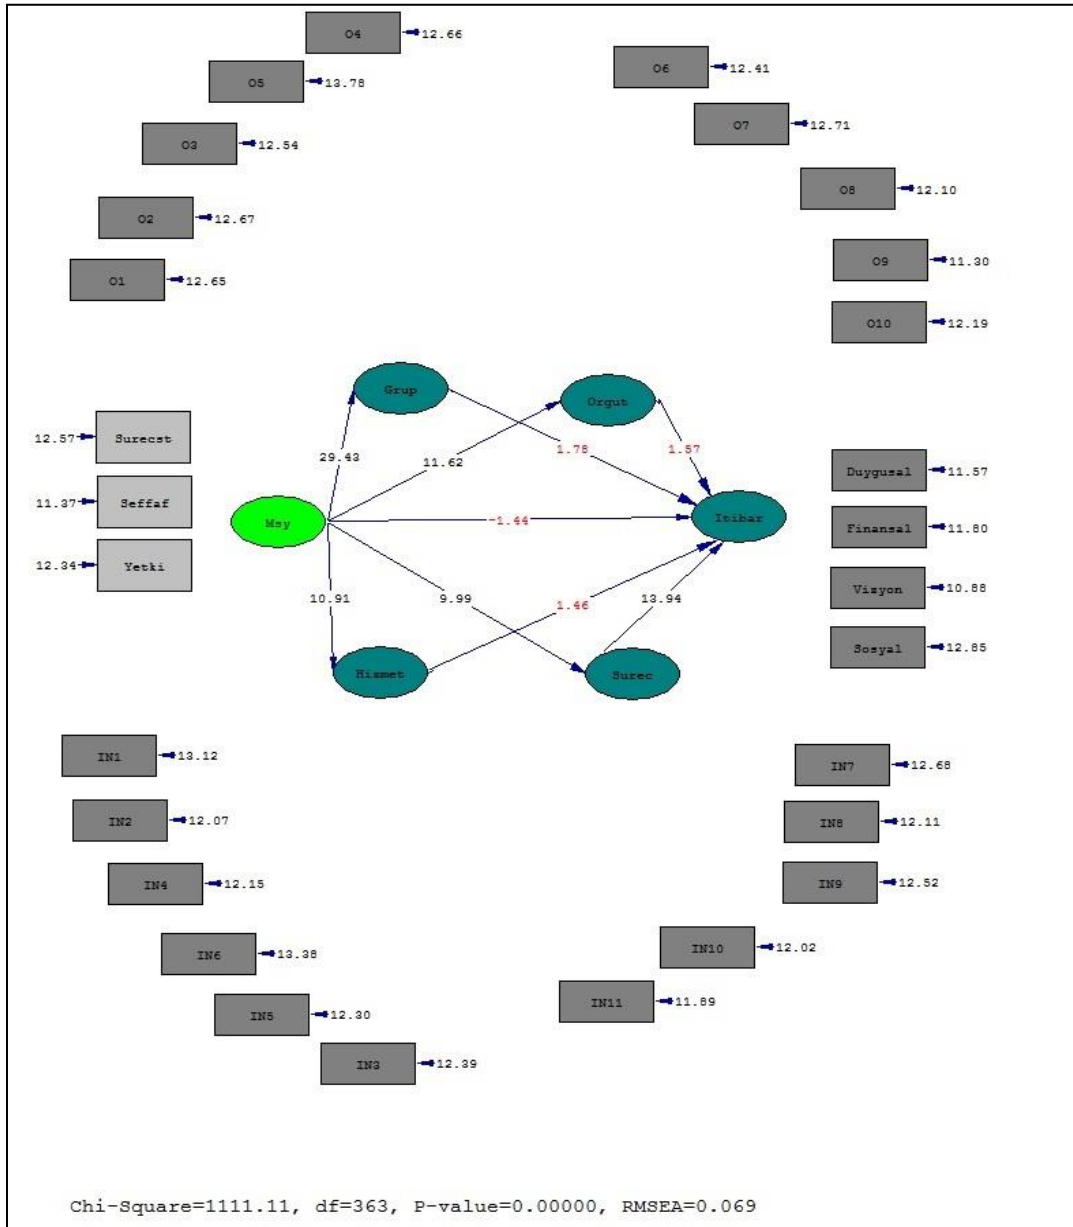 O4
12.66
O5
13.78
O3
12.54
O2
12.67
O1
12.65
O6
12.41
O7
12.71
O8
12.10
O9
11.30
O10
12.19
Grup
Orgut
29.43
11.62
1.78
1.57
12.57
Surecst
11.37
Seffaf
12.34
Yetki
Msy
-1.44
Itibar
10.91
9.99
1.46
13.94
Hizmet
Surec
Duygusal
11.57
Finansal
11.80
Vizyon
10.88
Sosyal
12.85
IN1
13.12
IN2
12.07
IN4
12.15
IN6
13.38
IN5
12.30
IN3
12.39
IN7
12.68
IN8
12.11
IN9
12.52
IN10
12.02
IN11
11.89
Chi-Square=1111.11, df=363, P-value=0.00000, RMSEA=0.069